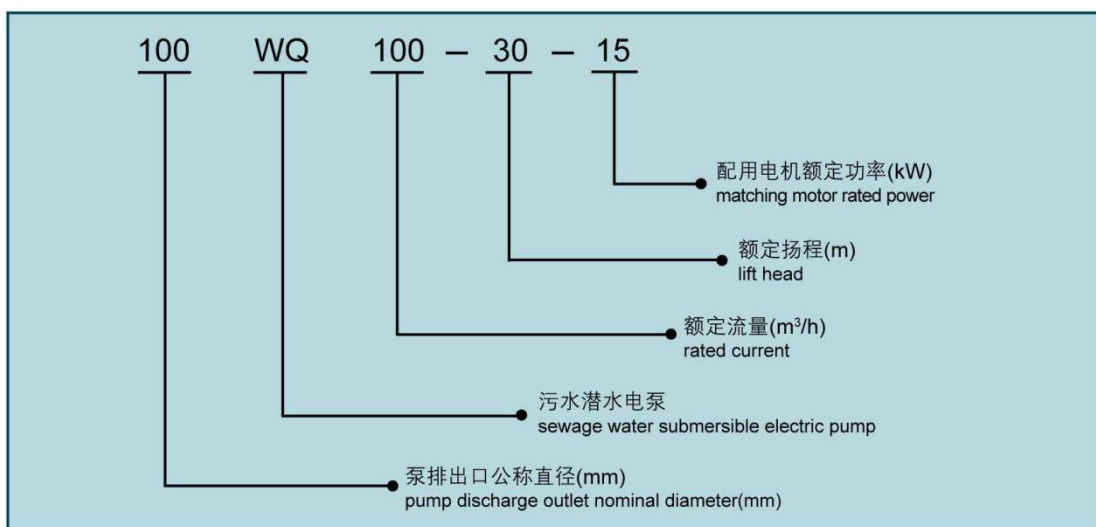 100 WQ 100 – 30 – 15
配用电机额定功率(kW)
matching motor rated power
额定扬程(m)
lift head
额定流量(m³/h)
rated current
污水潜水电泵
sewage water submersible electric pump
泵排出口公称直径(mm)
pump discharge outlet nominal diameter(mm)